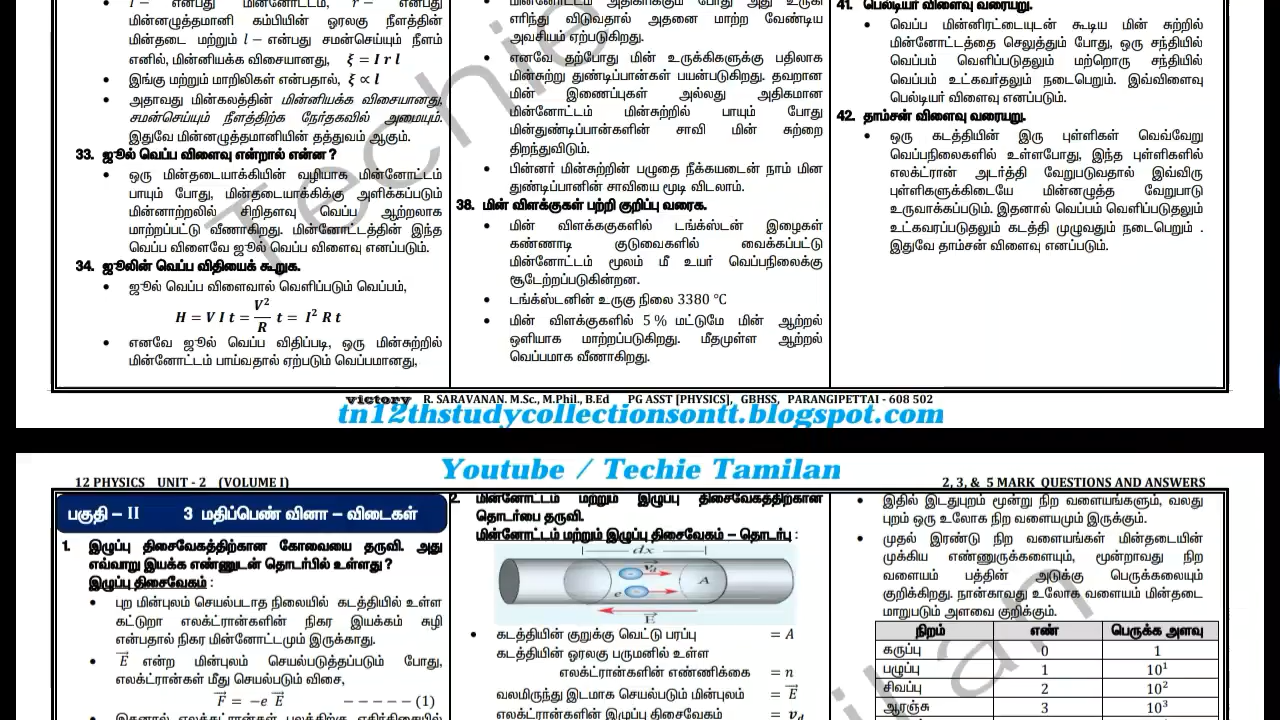 • I − என்பது மின்னோட்டம், r − என்பது
மின்னழுத்தமானி கம்பியின் ஓரலகு நீளத்தின்
மின்தடை மற்றும் l − என்பது சமன்செய்யும் நீளம்
எனில், மின்னியக்க விசையானது, ξ = I r l
• இங்கு மற்றும் மாறிலிகள் என்பதால், ξ ∝ l
• அதாவது மின்கலத்தின் மின்னியக்க விசையானது,
சமன்செய்யும் நீளத்திற்க நேர்தகவில் அமையும்.
இதுவே மின்னழுத்தமானியின் தத்துவம் ஆகும்.
33. ஜூல் வெப்ப விளைவு என்றால் என்ன ?
• ஒரு மின்தடையாக்கியின் வழியாக மின்னோட்டம்
பாயும் போது, மின்தடையாக்கிக்கு அளிக்கப்படும்
மின்னாற்றலில் சிறிதளவு வெப்ப ஆற்றலாக
மாற்றப்பட்டு வீணாகிறது. மின்னோட்டத்தின் இந்த
வெப்ப விளைவே ஜூல் வெப்ப விளைவு எனப்படும்.
34. ஜூலின் வெப்ப விதியைக் கூறுக.
• ஜூல் வெப்ப விளைவால் வெளிப்படும் வெப்பம்,
H = V I t = V²/R t = I² R t
• எனவே ஜூல் வெப்ப விதிப்படி, ஒரு மின்சுற்றில்
மின்னோட்டம் பாய்வதால் ஏற்படும் வெப்பமானது,
மின்னோட்டம் அதிகரிக்கும் போது அது உருகி
எரிந்து விடுவதால் அதனை மாற்ற வேண்டிய
அவசியம் ஏற்படுகிறது.
• எனவே தற்போது மின் உருக்கிகளுக்கு பதிலாக
மின்சுற்று துண்டிப்பான்கள் பயன்படுகிறது. தவறான
மின் இணைப்புகள் அல்லது அதிகமான
மின்னோட்டம் மின்சுற்றில் பாயும் போது
மின்துண்டிப்பான்களின் சாவி மின் சுற்றை
திறந்துவிடும்.
• பின்னர் மின்சுற்றின் பழுதை நீக்கயடைன் நாம் மின
துண்டிப்பானின் சாவியை மூடி விடலாம்.
38. மின் விளக்குகள் பற்றி குறிப்பு வரைக.
• மின் விளக்ககுகளில் டங்க்ஸ்டன் இழைகள்
கண்ணாடி குடுவைகளில் வைக்கப்பட்டு
மின்னோட்டம் மூலம் மீ உயர் வெப்பநிலைக்கு
சூடேற்றப்படுகின்றன.
• டங்க்ஸ்டனின் உருகு நிலை 3380 °C
• மின் விளக்குகளில் 5 % மட்டுமே மின் ஆற்றல்
ஒளியாக மாற்றப்படுகிறது. மீதமுள்ள ஆற்றல்
வெப்பமாக வீணாகிறது.
41. பெல்டியர் விளைவு வரையறு.
• வெப்ப மின்னிரட்டையுடன் கூடிய மின் சுற்றில்
மின்னோட்டத்தை செலுத்தும் போது, ஒரு சந்தியில்
வெப்பம் வெளிப்படுதலும் மற்றொரு சந்தியில்
வெப்பம் உட்கவர்தலும் நடைபெறும். இவ்விளைவு
பெல்டியர் விளைவு எனப்படும்.
42. தாம்சன் விளைவு வரையறு.
• ஒரு கடத்தியின் இரு புள்ளிகள் வெவ்வேறு
வெப்பநிலைகளில் உள்ளபோது, இந்த புள்ளிகளில்
எலக்ட்ரான் அடர்த்தி வேறுபடுவதால் இவ்விரு
புள்ளிகளுக்கிடையே மின்னழுத்த வேறுபாடு
உருவாக்கப்படும். இதனால் வெப்பம் வெளிப்படுதலும்
உட்கவரப்படுதலும் கடத்தி முழுவதும் நடைபெறும் .
இதுவே தாம்சன் விளைவு எனப்படும்.
Techie
victory R. SARAVANAN. M.Sc., M.Phil., B.Ed PG ASST [PHYSICS], GBHSS, PARANGIPETTAI - 608 502
tn12thstudycollectionsontt.blogspot.com
Youtube / Techie Tamilan
12 PHYSICS UNIT - 2 (VOLUME I) 2, 3, & 5 MARK QUESTIONS AND ANSWERS
பகுதி – II 3 மதிப்பெண் வினா – விடைகள்
1. இழுப்பு திசைவேகத்திற்கான கோவையை தருவி. அது
எவ்வாறு இயக்க எண்ணுடன் தொடர்பில் உள்ளது ?
இழுப்பு திசைவேகம் :
• புற மின்புலம் செயல்படாத நிலையில் கடத்தியில் உள்ள
கட்டுறா எலக்ட்ரான்களின் நிகர இயக்கம் சுழி
என்பதால் நிகர மின்னோட்டமும் இருக்காது.
• E⃗ என்ற மின்புலம் செயல்படுத்தப்படும் போது,
எலக்ட்ரான்கள் மீது செயல்படும் விசை,
F⃗ = −e E⃗ − − − − − (1)
2. மின்னோட்டம் மற்றும் இழுப்பு திசைவேகத்திற்கான
தொடர்பை தருவி.
மின்னோட்டம் மற்றும் இழுப்பு திசைவேகம் – தொடர்பு :
dx
v⃗d
A
e
E⃗
• கடத்தியின் குறுக்கு வெட்டு பரப்பு = A
கடத்தியின் ஓரலகு பருமனில் உள்ள
எலக்ட்ரான்களின் எண்ணிக்கை = n
வலமிருந்து இடமாக செயல்படும் மின்புலம் = E⃗
எலக்ட்ரான்களின் இழுப்பு திசைவேகம் = vd
• இதில் இடதுபுறம் மூன்று நிற வளையங்களும், வலது
புறம் ஒரு உலோக நிற வளையமும் இருக்கும்.
• முதல் இரண்டு நிற வளையங்கள் மின்தடையின்
முக்கிய எண்ணுருக்களையும், மூன்றாவது நிற
வளையம் பத்தின் அடுக்கு பெருக்கலையும்
குறிக்கிறது. நான்காவது உலோக வளையம் மின்தடை
மாறுபடும் அளவை குறிக்கும்.
நிறம் எண் பெருக்க அளவு
கருப்பு 0 1
பழுப்பு 1 10¹
சிவப்பு 2 10²
ஆரஞ்சு 3 10³